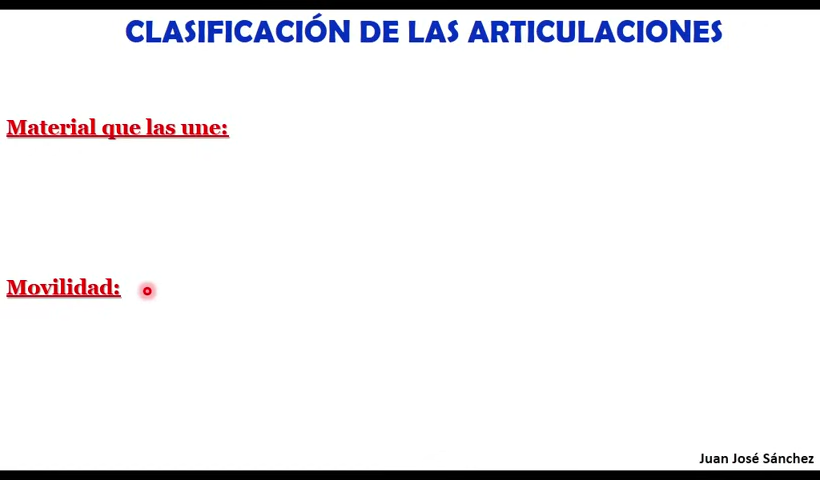 CLASIFICACIÓN DE LAS ARTICULACIONES
Material que las une:
Movilidad:
Juan José Sánchez